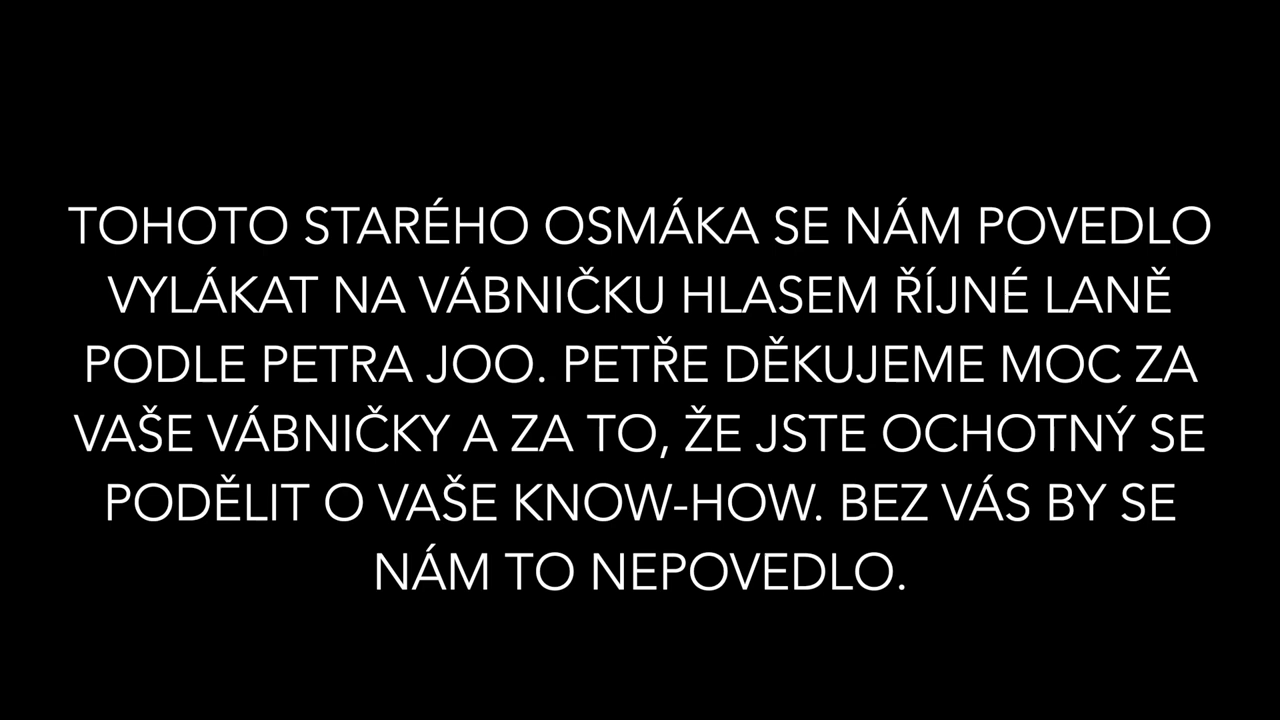 TOHOTO STARÉHO OSMÁKA SE NÁM POVEDLO
VYLÁKAT NA VÁBNIČKU HLASEM ŘÍJNÉ LANĚ
PODLE PETRA JOO. PETŘE DĚKUJEME MOC ZA
VAŠE VÁBNIČKY A ZA TO, ŽE JSTE OCHOTNÝ SE
PODĚLIT O VAŠE KNOW-HOW. BEZ VÁS BY SE
NÁM TO NEPOVEDLO.